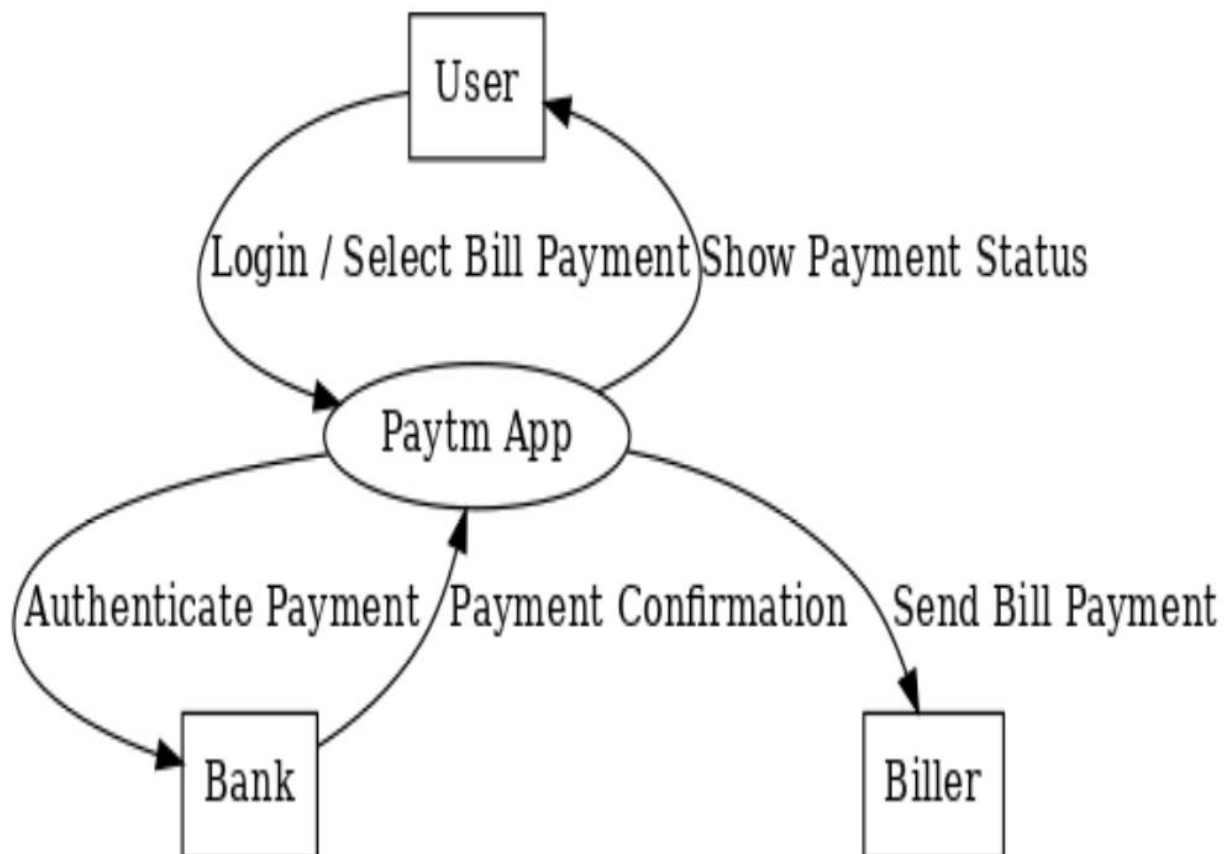 User
Login / Select Bill Payment
Show Payment Status
Paytm App
Authenticate Payment
Payment Confirmation
Send Bill Payment
Bank
Biller